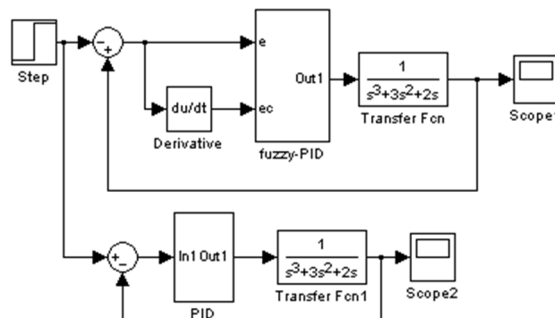 Step
e
ec
Out1
fuzzy-PID
du/dt
Derivative
1
s³+3s²+2s
Transfer Fcn
Scope1
In1 Out1
PID
1
s³+3s²+2s
Transfer Fcn1
Scope2